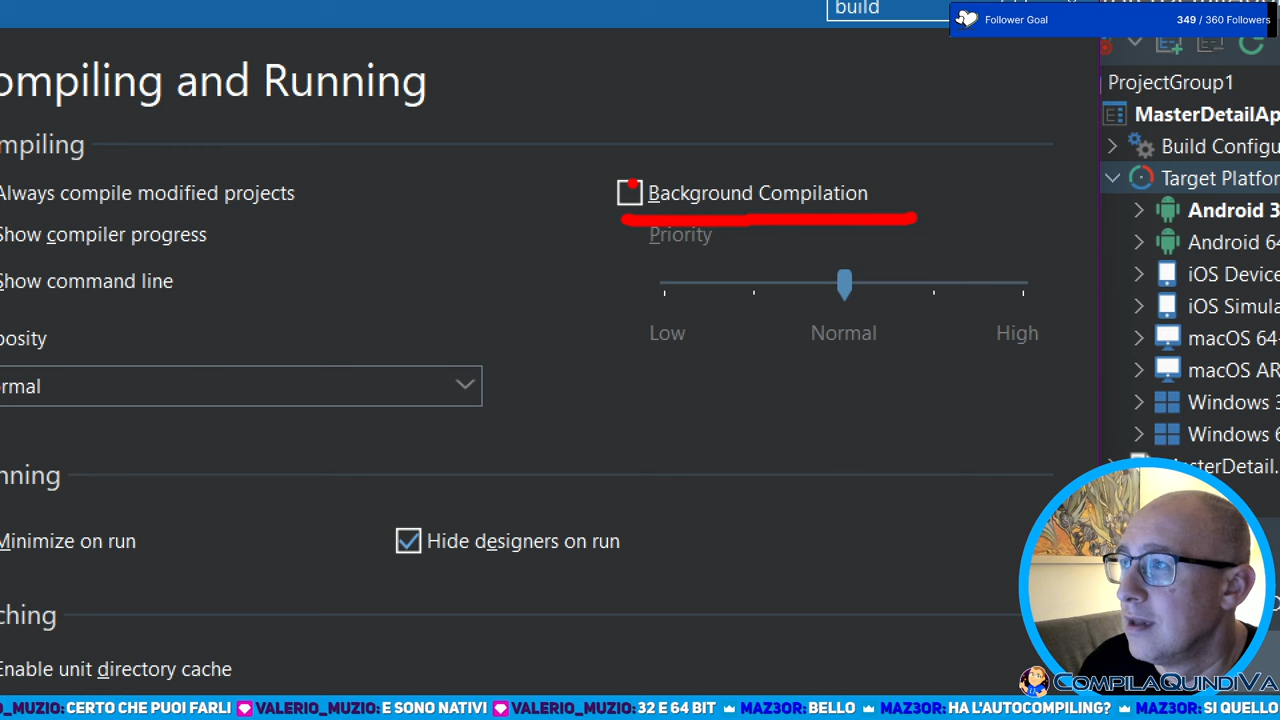 build
Follower Goal
349 / 360 Followers
ompiling and Running
mpiling
Always compile modified projects
Background Compilation
Show compiler progress
Priority
Show command line
Low
Normal
High
osity
rmal
nning
Minimize on run
Hide designers on run
ching
Enable unit directory cache
ProjectGroup1
MasterDetailAp
Build Configu
Target Platfor
Android 3
Android 64
iOS Device
iOS Simula
macOS 64-
macOS AR
Windows 3
Windows 6
asterDetail.
COMPILAQUINDIVA
O_MUZIO: CERTO CHE PUOI FARLI VALERIO_MUZIO: E SONO NATIVI VALERIO_MUZIO: 32 E 64 BIT MAZ3OR: BELLO MAZ3OR: HA L'AUTOCOMPILING? MAZ3OR: SI QUELLO